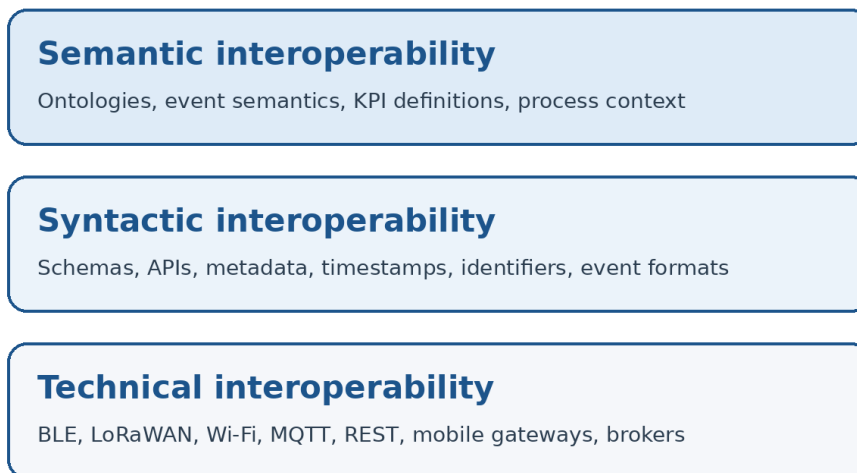 Semantic interoperability
Ontologies, event semantics, KPI definitions, process context
Syntactic interoperability
Schemas, APIs, metadata, timestamps, identifiers, event formats
Technical interoperability
BLE, LoRaWAN, Wi-Fi, MQTT, REST, mobile gateways, brokers